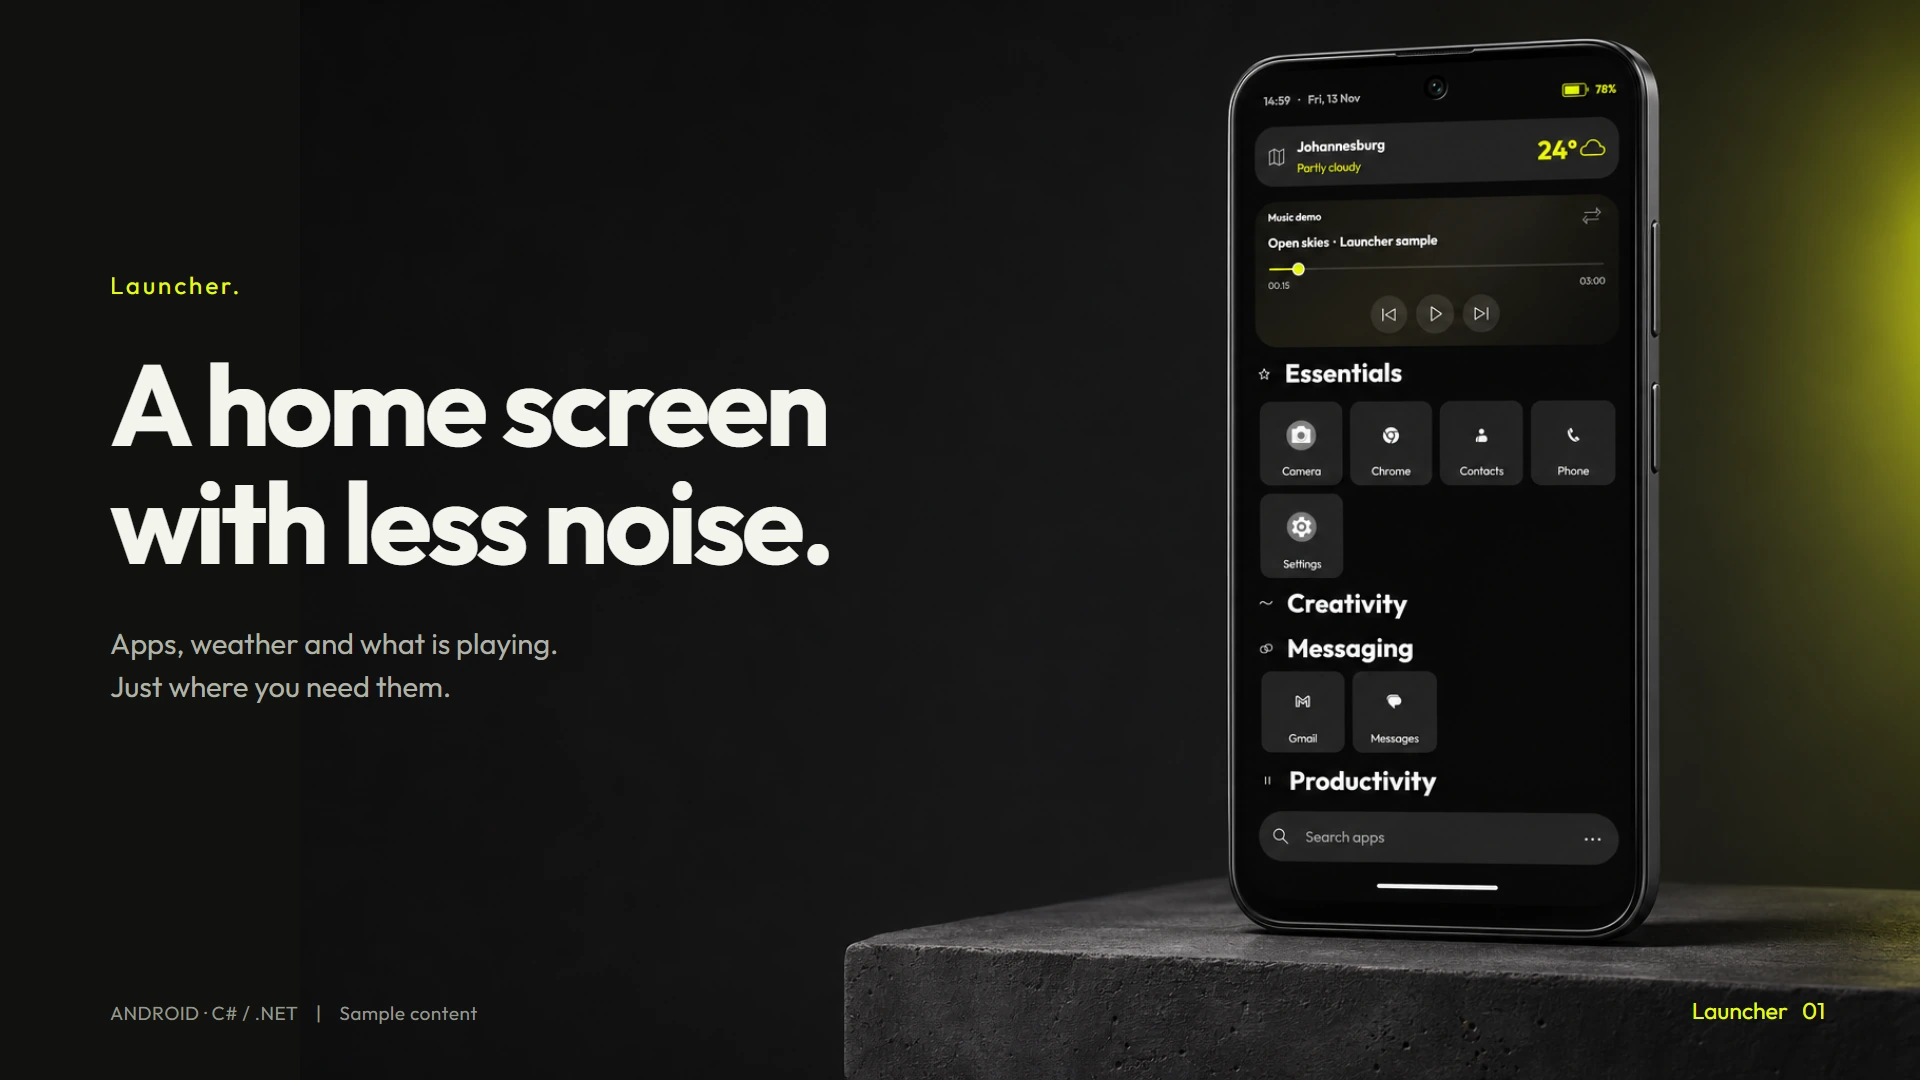 Launcher.
A home screen
with less noise.
Apps, weather and what is playing.
Just where you need them.
ANDROID · C# / .NET | Sample content
14:59 · Fri, 13 Nov
78%
Johannesburg
Partly cloudy
24°
Music demo
Open skies · Launcher sample
00:15
03:00
Essentials
Camera
Chrome
Contacts
Phone
Settings
Creativity
Messaging
Gmail
Messages
Productivity
Search apps
Launcher 01